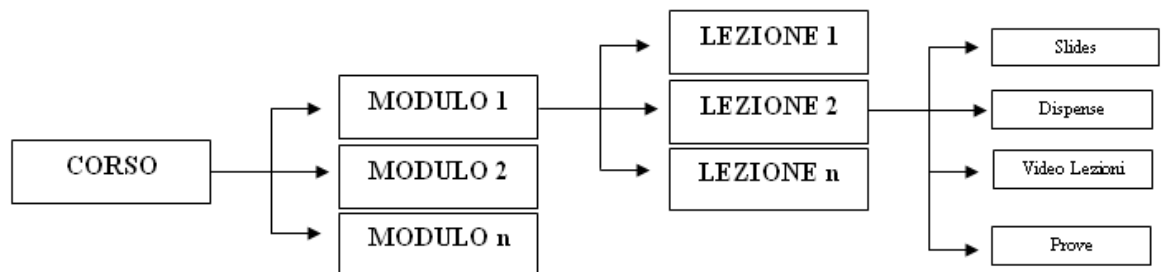 CORSO
MODULO 1
MODULO 2
MODULO n
LEZIONE 1
LEZIONE 2
LEZIONE n
Slides
Dispense
Video Lezioni
Prove